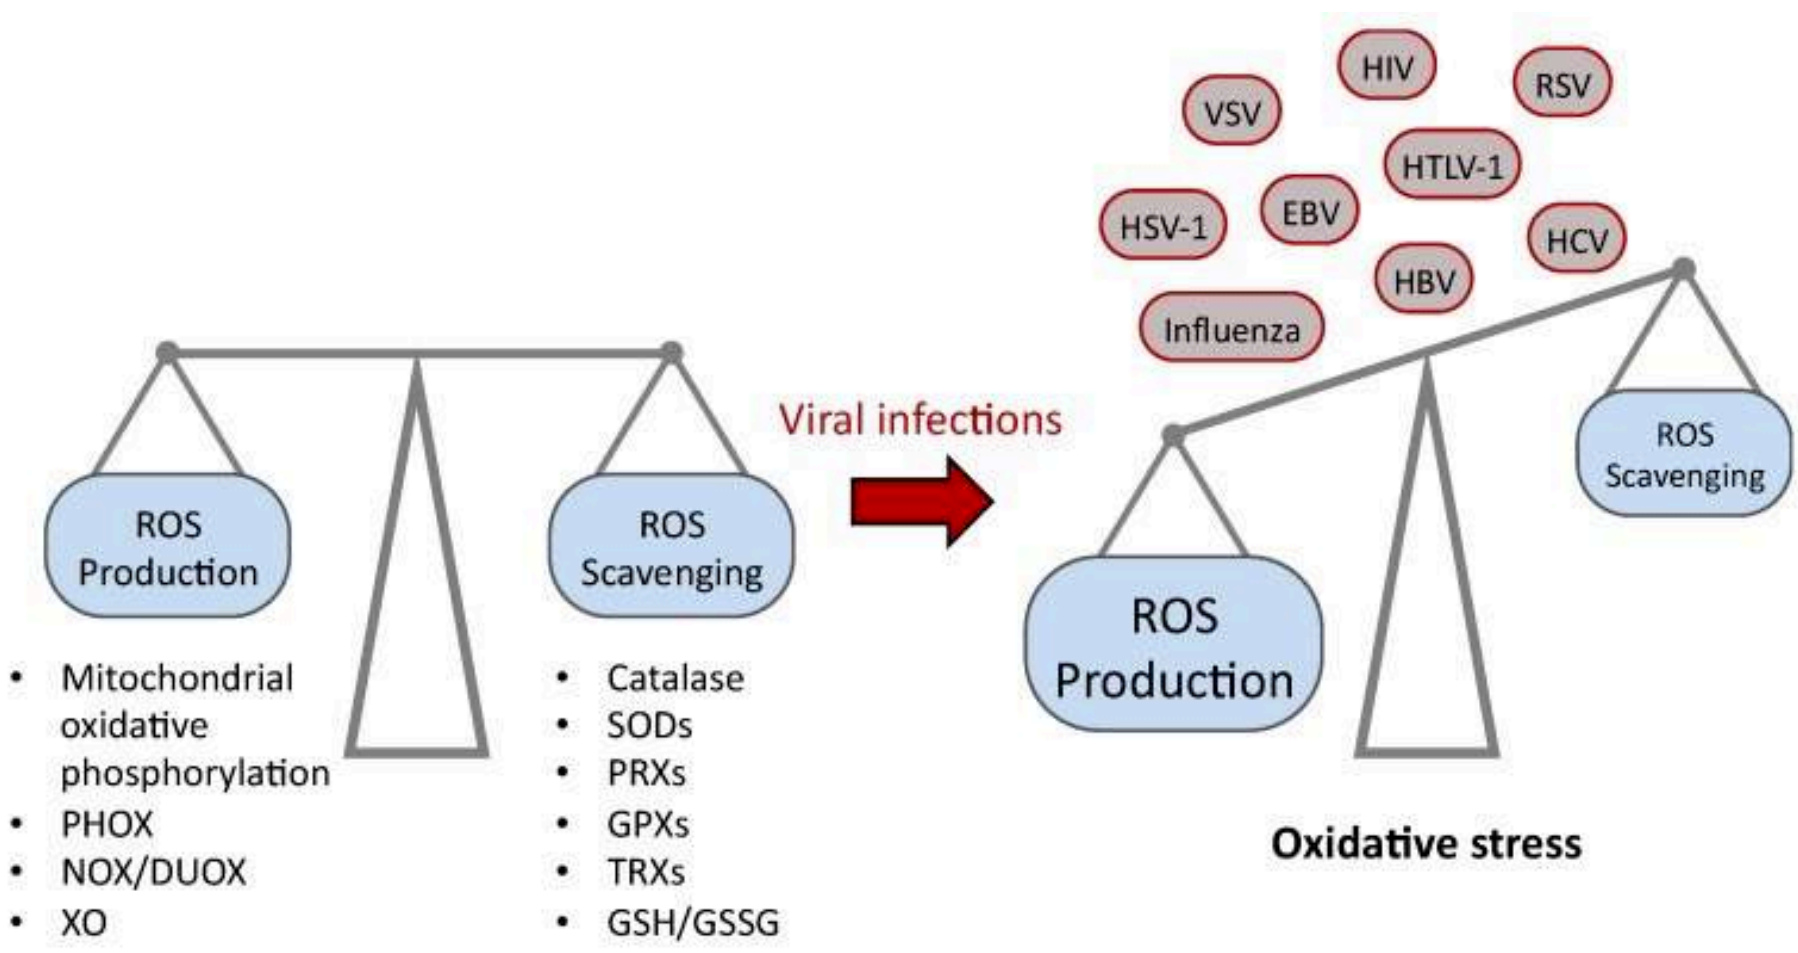 ROS
Production
ROS
Scavenging
• Mitochondrial
oxidative
phosphorylation
• PHOX
• NOX/DUOX
• XO
• Catalase
• SODs
• PRXs
• GPXs
• TRXs
• GSH/GSSG
Viral infections
HIV
RSV
VSV
HTLV-1
HSV-1
EBV
HCV
HBV
Influenza
ROS
Production
ROS
Scavenging
Oxidative stress